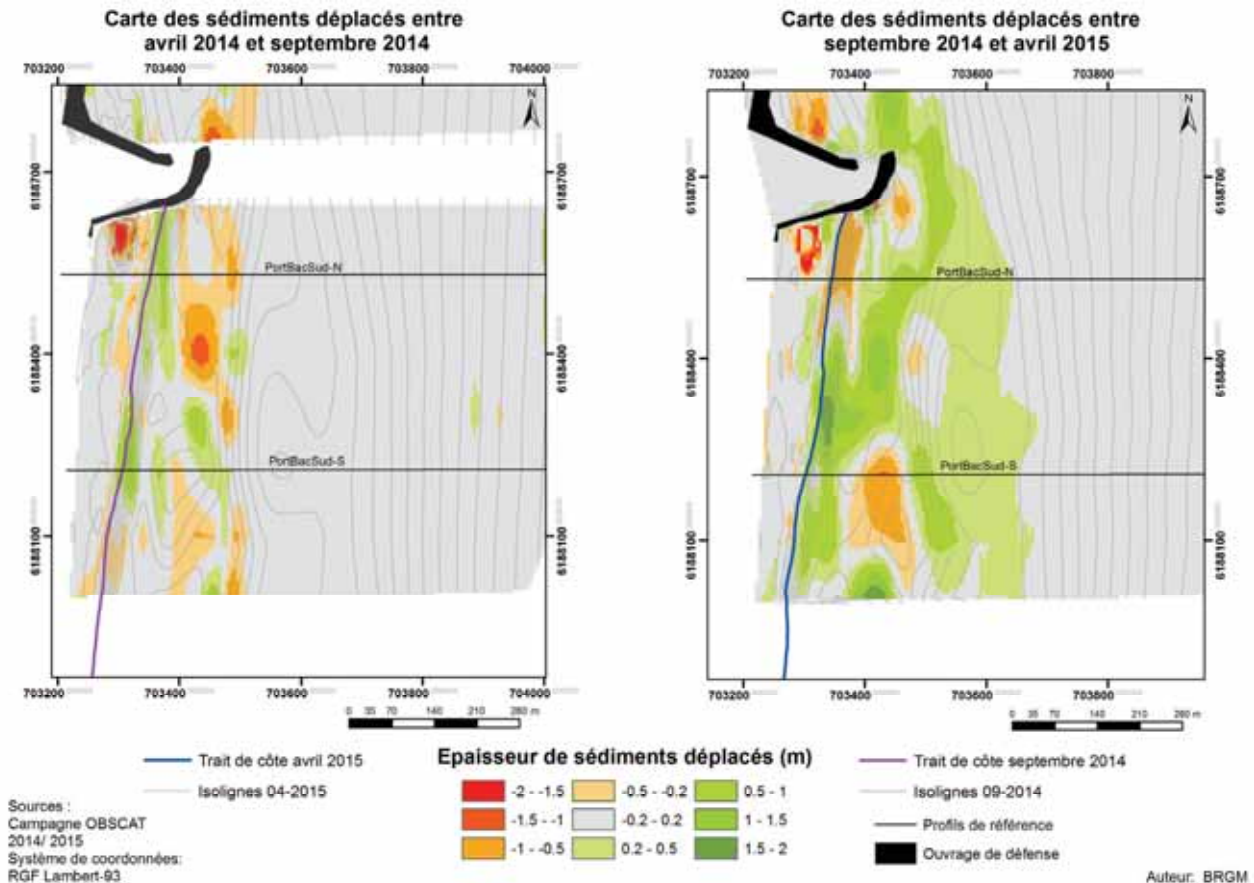 Carte des sédiments déplacés entre
avril 2014 et septembre 2014
Carte des sédiments déplacés entre
septembre 2014 et avril 2015
703200 703400 703600 703800 704000
703200 703400 703600 703800
N
N
6188700
6188400
6188100
6188700
6188400
6188100
6188700
6188400
6188100
6188700
6188400
6188100
PortBacSud-N
PortBacSud-S
PortBacSud-N
PortBacSud-S
703200 703400 703600 703800 704000
703200 703400 703600 703800
0 35 70 140 210 280 m
0 35 70 140 210 280 m
Trait de côte avril 2015
Isolignes 04-2015
Epaisseur de sédiments déplacés (m)
-2 - -1.5
-1.5 - -1
-1 - -0.5
-0.5 - -0.2
-0.2 - 0.2
0.2 - 0.5
0.5 - 1
1 - 1.5
1.5 - 2
Trait de côte septembre 2014
Isolignes 09-2014
Profils de référence
Ouvrage de défense
Sources :
Campagne OBSCAT
2014/ 2015
Système de coordonnées:
RGF Lambert-93
Auteur: BRGM